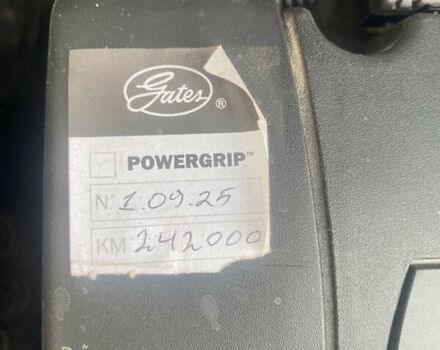 Gates ®
POWERGRIP™
N° 1.09.25
KM 242000